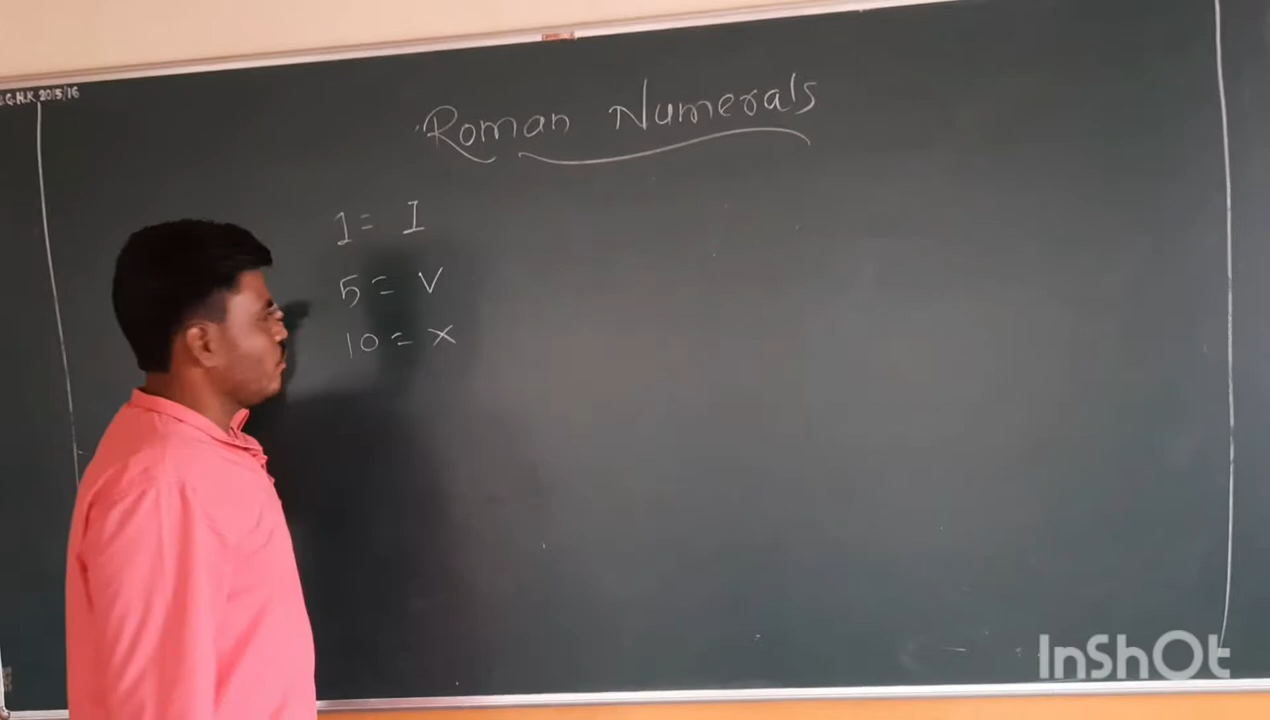 G.H.K 2015/16
Roman Numerals
1 = I
5 = V
10 = X
InShOt